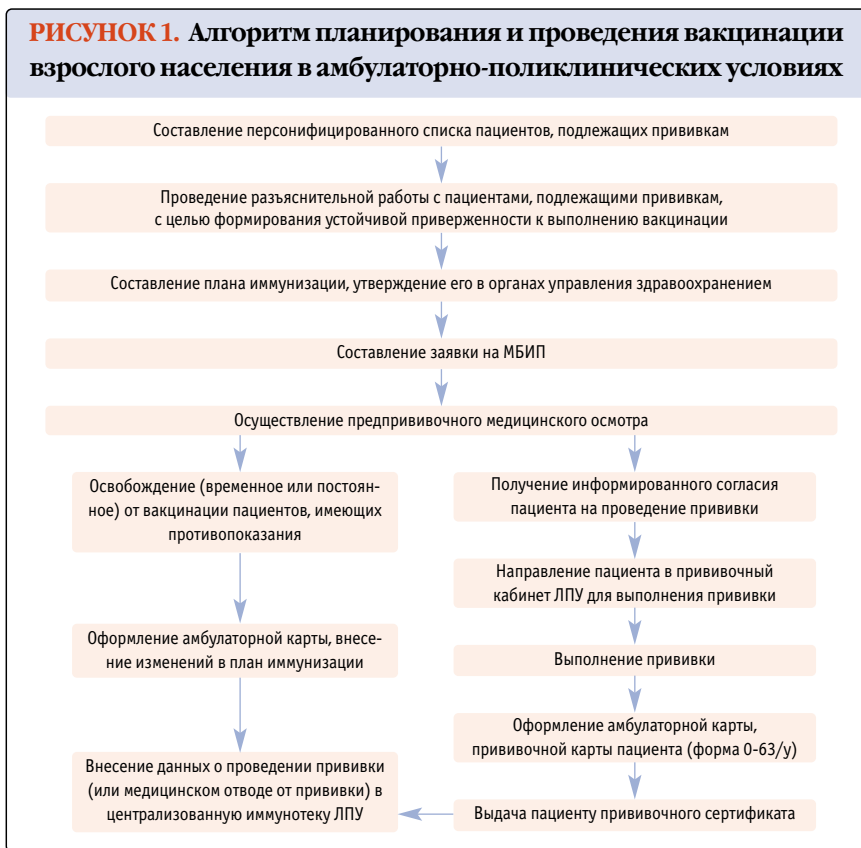 РИСУНОК 1. Алгоритм планирования и проведения вакцинации
взрослого населения в амбулаторно-поликлинических условиях
Составление персонифицированного списка пациентов, подлежащих прививкам
Проведение разъяснительной работы с пациентами, подлежащими прививкам,
с целью формирования устойчивой приверженности к выполнению вакцинации
Составление плана иммунизации, утверждение его в органах управления здравоохранением
Составление заявки на МБИП
Осуществление предпрививочного медицинского осмотра
Освобождение (временное или постоян-
ное) от вакцинации пациентов, имеющих
противопоказания
Оформление амбулаторной карты, внесе-
ние изменений в план иммунизации
Внесение данных о проведении прививки
(или медицинском отводе от прививки) в
централизованную иммунотеку ЛПУ
Получение информированного согласия
пациента на проведение прививки
Направление пациента в прививочный
кабинет ЛПУ для выполнения прививки
Выполнение прививки
Оформление амбулаторной карты,
прививочной карты пациента (форма 0-63/у)
Выдача пациенту прививочного сертификата